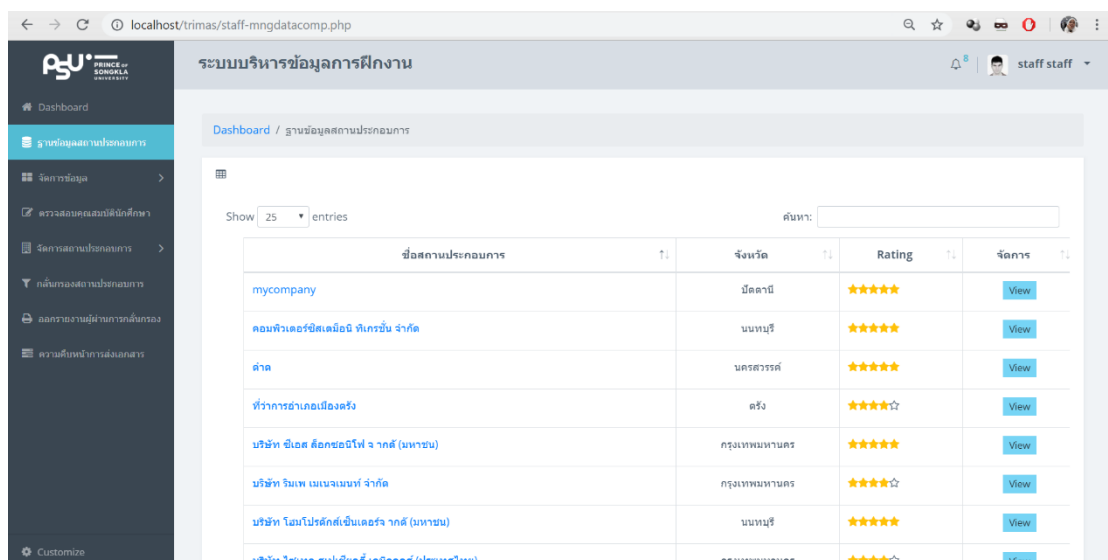 localhost/trimas/staff-mngdatacomp.php
PSU PRINCE OF SONGKLA UNIVERSITY
ระบบบริหารข้อมูลการฝึกงาน
8
staff staff
Dashboard
ฐานข้อมูลสถานประกอบการ
จัดการข้อมูล
ตรวจสอบคุณสมบัตินักศึกษา
จัดการสถานประกอบการ
กลั่นกรองสถานประกอบการ
ออกรายงานผู้ผ่านการกลั่นกรอง
ความคืบหน้าการส่งเอกสาร
Customize
Dashboard / ฐานข้อมูลสถานประกอบการ
Show 25 entries
ค้นหา:
ชื่อสถานประกอบการ จังหวัด Rating จัดการ
mycompany ปัตตานี View
คอมพิวเตอร์ซิสเตม็อนิ ทิเกรชั่น จำกัด นนทบุรี View
ด่าด นครสวรรค์ View
ที่ว่าการอำเภอเมืองตรัง ตรัง View
บริษัท ซีเอส ล็อกซอนิโฟ จ ากดั (มหาชน) กรุงเทพมหานคร View
บริษัท ริมเพ เมเนจเมนท์ จำกัด กรุงเทพมหานคร View
บริษัท โฮมโปรดักส์เซ็นเตอร์จ ากดั (มหาชน) นนทบุรี View